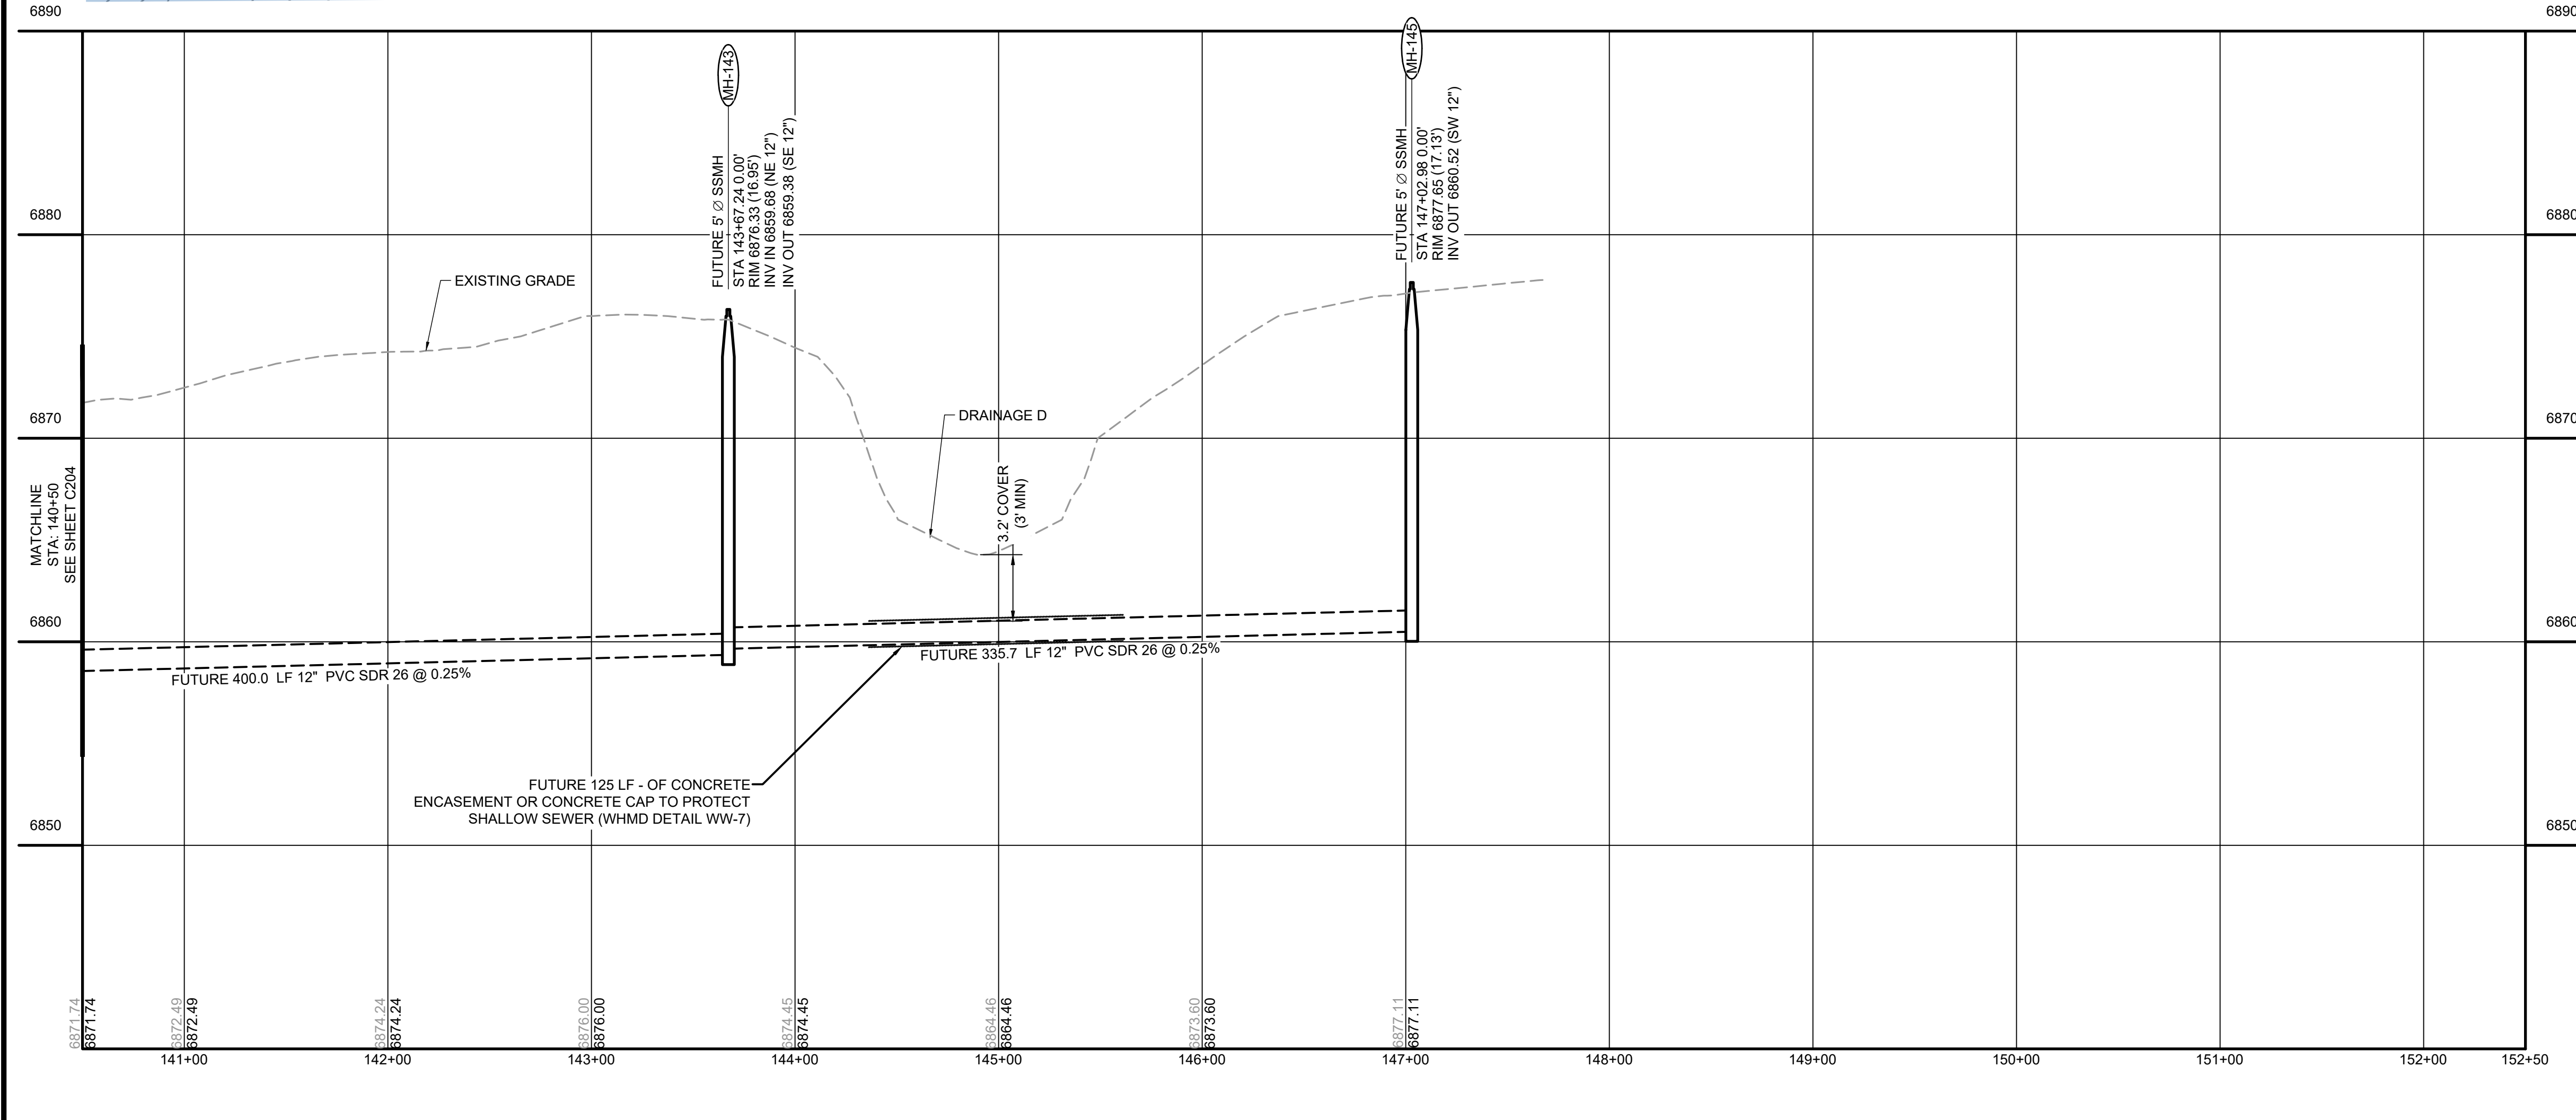 6890
6890
MH-143
FUTURE 5' Ø SSMH
STA 143+67.24 0.00'
RIM 6876.33 (16.95')
INV IN 6859.68 (NE 12")
INV OUT 6859.38 (SE 12")
MH-145
FUTURE 5' Ø SSMH
STA 147+02.98 0.00'
RIM 6877.65 (17.13')
INV OUT 6860.52 (SW 12")
6880
6880
EXISTING GRADE
DRAINAGE D
6870
6870
MATCHLINE
STA: 140+50
SEE SHEET C204
3.2' COVER
(3' MIN)
6860
6860
FUTURE 400.0 LF 12" PVC SDR 26 @ 0.25%
FUTURE 335.7 LF 12" PVC SDR 26 @ 0.25%
FUTURE 125 LF - OF CONCRETE
ENCASEMENT OR CONCRETE CAP TO PROTECT
SHALLOW SEWER (WHMD DETAIL WW-7)
6850
6850
6871.74
6871.74
6872.49
6872.49
6874.24
6874.24
6876.00
6876.00
6874.45
6874.45
6864.46
6864.46
6873.60
6873.60
6877.11
6877.11
141+00
142+00
143+00
144+00
145+00
146+00
147+00
148+00
149+00
150+00
151+00
152+00
152+50